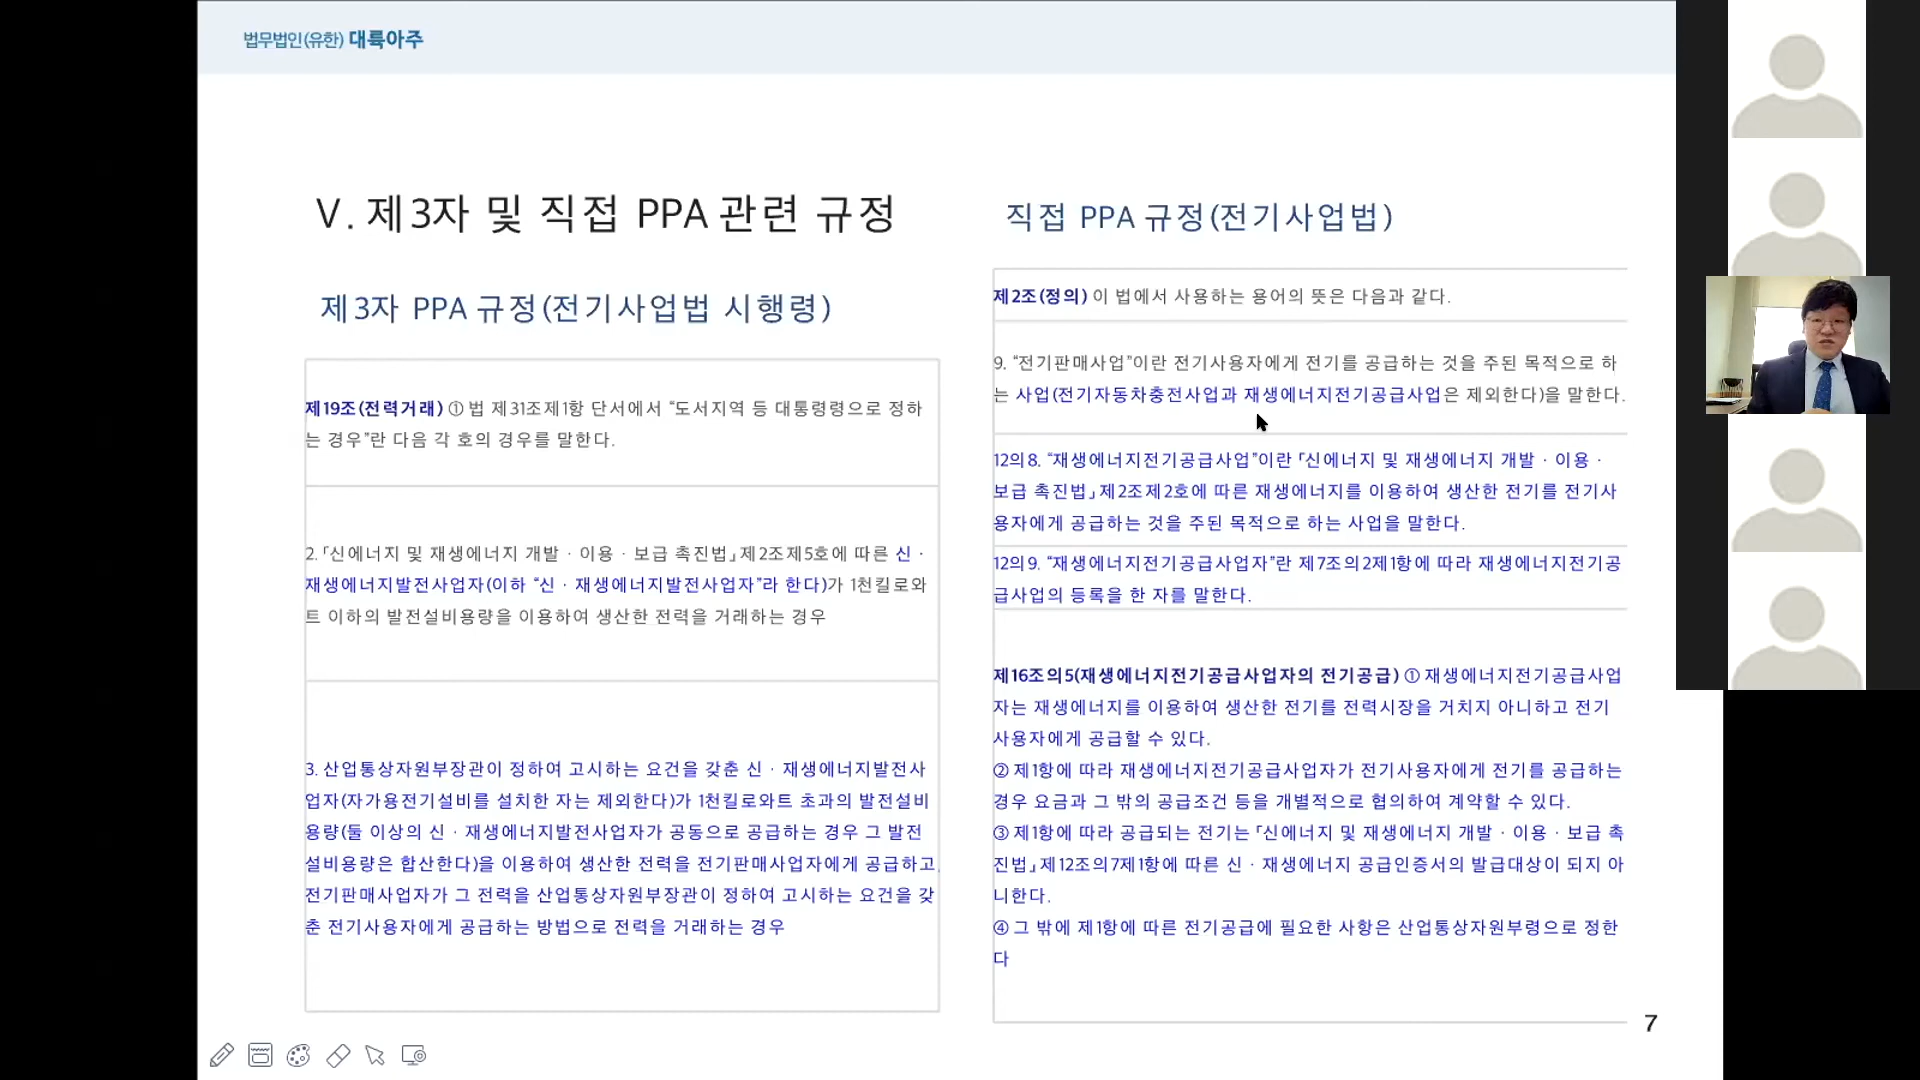 법무법인(유한) 대륙아주
V. 제3자 및 직접 PPA 관련 규정
제3자 PPA 규정(전기사업법 시행령)
제19조(전력거래) ① 법 제31조제1항 단서에서 “도서지역 등 대통령령으로 정하
는 경우”란 다음 각 호의 경우를 말한다.
2.「신에너지 및 재생에너지 개발 · 이용 · 보급 촉진법」제2조제5호에 따른 신 ·
재생에너지발전사업자(이하 “신 · 재생에너지발전사업자”라 한다)가 1천킬로와
트 이하의 발전설비용량을 이용하여 생산한 전력을 거래하는 경우
3. 산업통상자원부장관이 정하여 고시하는 요건을 갖춘 신 · 재생에너지발전사
업자(자가용전기설비를 설치한 자는 제외한다)가 1천킬로와트 초과의 발전설비
용량(둘 이상의 신 · 재생에너지발전사업자가 공동으로 공급하는 경우 그 발전
설비용량은 합산한다)을 이용하여 생산한 전력을 전기판매사업자에게 공급하고,
전기판매사업자가 그 전력을 산업통상자원부장관이 정하여 고시하는 요건을 갖
춘 전기사용자에게 공급하는 방법으로 전력을 거래하는 경우
직접 PPA 규정(전기사업법)
제2조(정의) 이 법에서 사용하는 용어의 뜻은 다음과 같다.
9. “전기판매사업”이란 전기사용자에게 전기를 공급하는 것을 주된 목적으로 하
는 사업(전기자동차충전사업과 재생에너지전기공급사업은 제외한다)을 말한다.
12의8. “재생에너지전기공급사업”이란 「신에너지 및 재생에너지 개발 · 이용 ·
보급 촉진법」제2조제2호에 따른 재생에너지를 이용하여 생산한 전기를 전기사
용자에게 공급하는 것을 주된 목적으로 하는 사업을 말한다.
12의9. “재생에너지전기공급사업자”란 제7조의2제1항에 따라 재생에너지전기공
급사업의 등록을 한 자를 말한다.
제16조의5(재생에너지전기공급사업자의 전기공급) ① 재생에너지전기공급사업
자는 재생에너지를 이용하여 생산한 전기를 전력시장을 거치지 아니하고 전기
사용자에게 공급할 수 있다.
② 제1항에 따라 재생에너지전기공급사업자가 전기사용자에게 전기를 공급하는
경우 요금과 그 밖의 공급조건 등을 개별적으로 협의하여 계약할 수 있다.
③ 제1항에 따라 공급되는 전기는 「신에너지 및 재생에너지 개발 · 이용 · 보급 촉
진법」제12조의7제1항에 따른 신 · 재생에너지 공급인증서의 발급대상이 되지 아
니한다.
④ 그 밖에 제1항에 따른 전기공급에 필요한 사항은 산업통상자원부령으로 정한
다
7